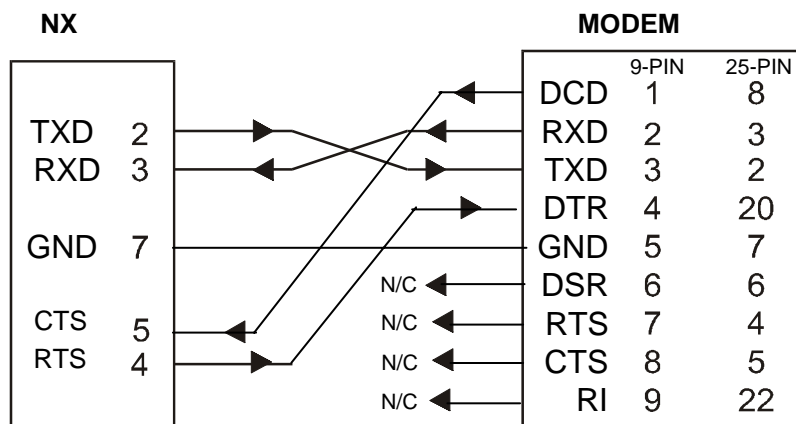 NX
MODEM
9-PIN 25-PIN
DCD 1 8
TXD 2
RXD 2 3
RXD 3
TXD 3 2
DTR 4 20
GND 7
GND 5 7
N/C DSR 6 6
CTS 5
N/C RTS 7 4
RTS 4
N/C CTS 8 5
N/C RI 9 22